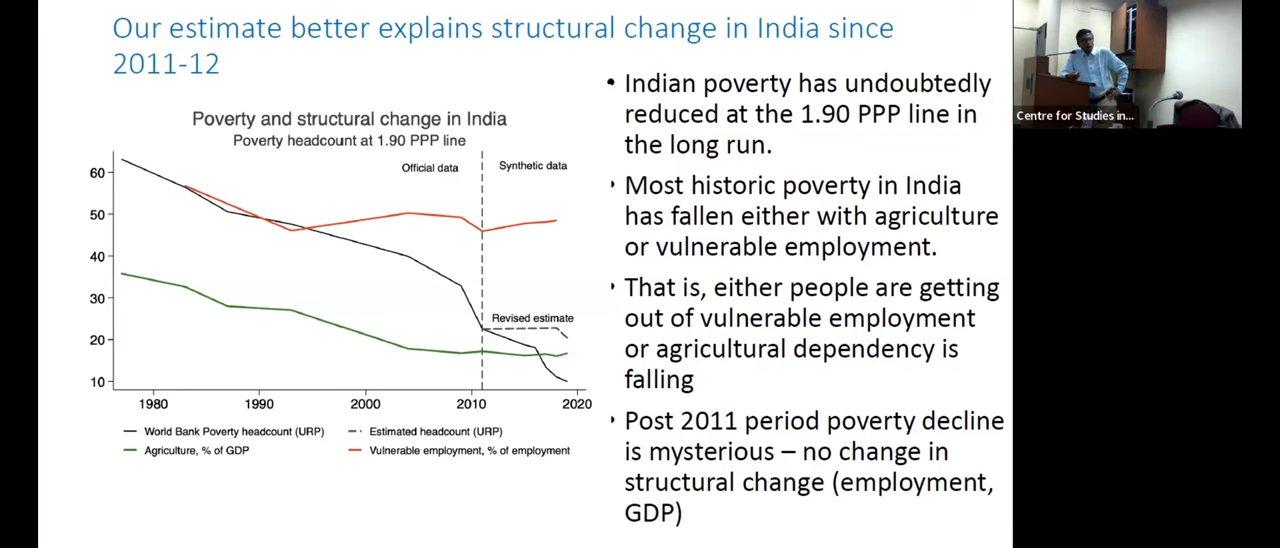 Our estimate better explains structural change in India since
2011-12
Poverty and structural change in India
Poverty headcount at 1.90 PPP line
Official data
Synthetic data
Revised estimate
60
50
40
30
20
10
1980
1990
2000
2010
2020
World Bank Poverty headcount (URP)
Estimated headcount (URP)
Agriculture, % of GDP
Vulnerable employment, % of employment
• Indian poverty has undoubtedly
reduced at the 1.90 PPP line in
the long run.
• Most historic poverty in India
has fallen either with agriculture
or vulnerable employment.
• That is, either people are getting
out of vulnerable employment
or agricultural dependency is
falling
• Post 2011 period poverty decline
is mysterious – no change in
structural change (employment,
GDP)
Centre for Studies in...